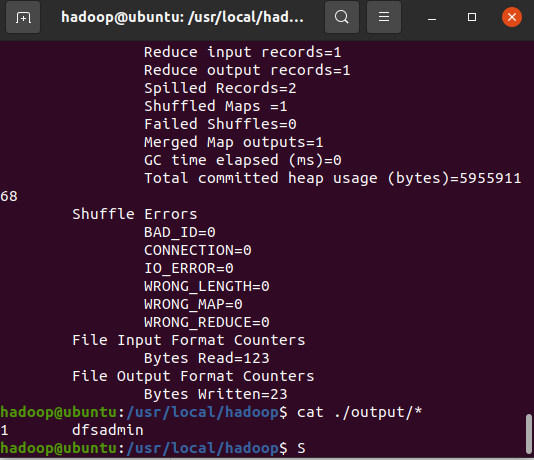 hadoop@ubuntu: /usr/local/had...
Reduce input records=1
Reduce output records=1
Spilled Records=2
Shuffled Maps =1
Failed Shuffles=0
Merged Map outputs=1
GC time elapsed (ms)=0
Total committed heap usage (bytes)=5955911
68
Shuffle Errors
BAD_ID=0
CONNECTION=0
IO_ERROR=0
WRONG_LENGTH=0
WRONG_MAP=0
WRONG_REDUCE=0
File Input Format Counters
Bytes Read=123
File Output Format Counters
Bytes Written=23
hadoop@ubuntu:/usr/local/hadoop$ cat ./output/*
1 dfsadmin
hadoop@ubuntu:/usr/local/hadoop$ S